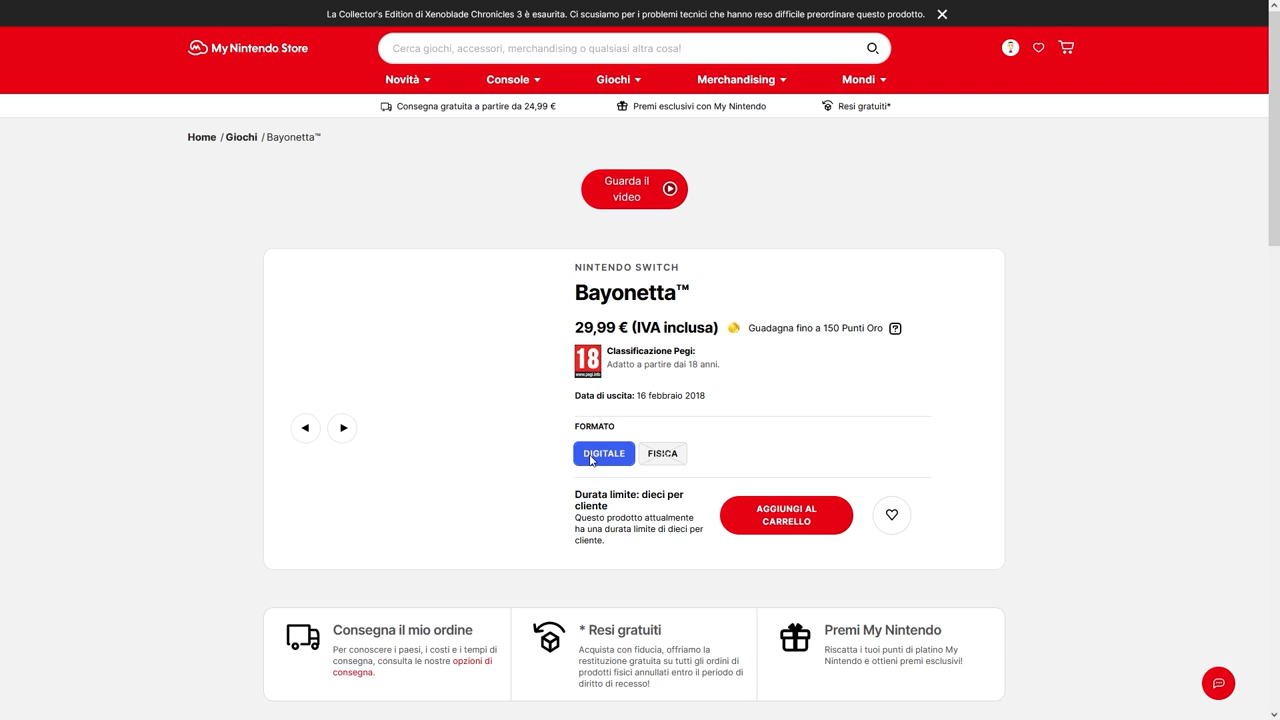 La Collector's Edition di Xenoblade Chronicles 3 è esaurita. Ci scusiamo per i problemi tecnici che hanno reso difficile preordinare questo prodotto.
My Nintendo Store
Cerca giochi, accessori, merchandising o qualsiasi altra cosa!
Novità
Console
Giochi
Merchandising
Mondi
Consegna gratuita a partire da 24,99 €
Premi esclusivi con My Nintendo
Resi gratuiti*
Home / Giochi / Bayonetta™
Guarda il
video
NINTENDO SWITCH
Bayonetta™
29,99 € (IVA inclusa)
Guadagna fino a 150 Punti Oro
?
18
www.pegi.info
Classificazione Pegi:
Adatto a partire dai 18 anni.
Data di uscita: 16 febbraio 2018
FORMATO
DIGITALE
FISICA
Durata limite: dieci per
cliente
Questo prodotto attualmente
ha una durata limite di dieci per
cliente.
AGGIUNGI AL
CARRELLO
Consegna il mio ordine
Per conoscere i paesi, i costi e i tempi di
consegna, consulta le nostre opzioni di
consegna.
* Resi gratuiti
Acquista con fiducia, offriamo la
restituzione gratuita su tutti gli ordini di
prodotti fisici annullati entro il periodo di
diritto di recesso!
Premi My Nintendo
Riscatta i tuoi punti di platino My
Nintendo e ottieni premi esclusivi!